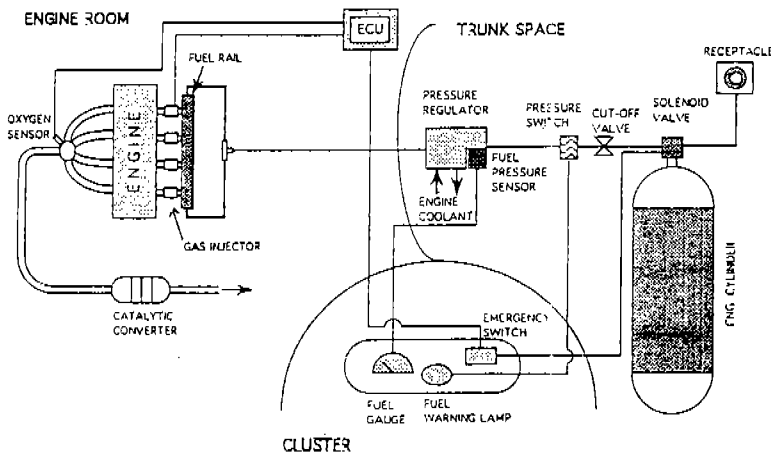 ENGINE ROOM
ECU
TRUNK SPACE
RECEPTACLE
FUEL RAIL
OXYGEN
SENSOR
ENGINE
PRESSURE
REGULATOR
PRESSURE
SWITCH
CUT-OFF
VALVE
SOLENOID
VALVE
FUEL
PRESSURE
SENSOR
ENGINE
COOLANT
GAS INJECTOR
CATALYTIC
CONVERTER
EMERGENCY
SWITCH
CYLINDER
FUEL
GAUGE
FUEL
WARNING LAMP
CLUSTER